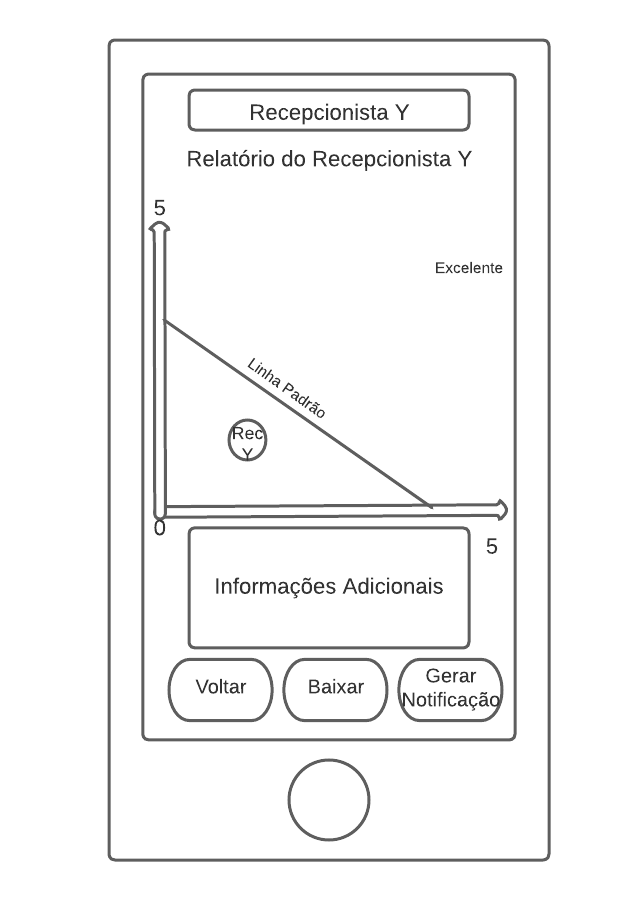 Recepcionista Y
Relatório do Recepcionista Y
5
Excelente
Linha Padrão
Rec
Y
0
5
Informações Adicionais
Voltar
Baixar
Gerar
Notificação